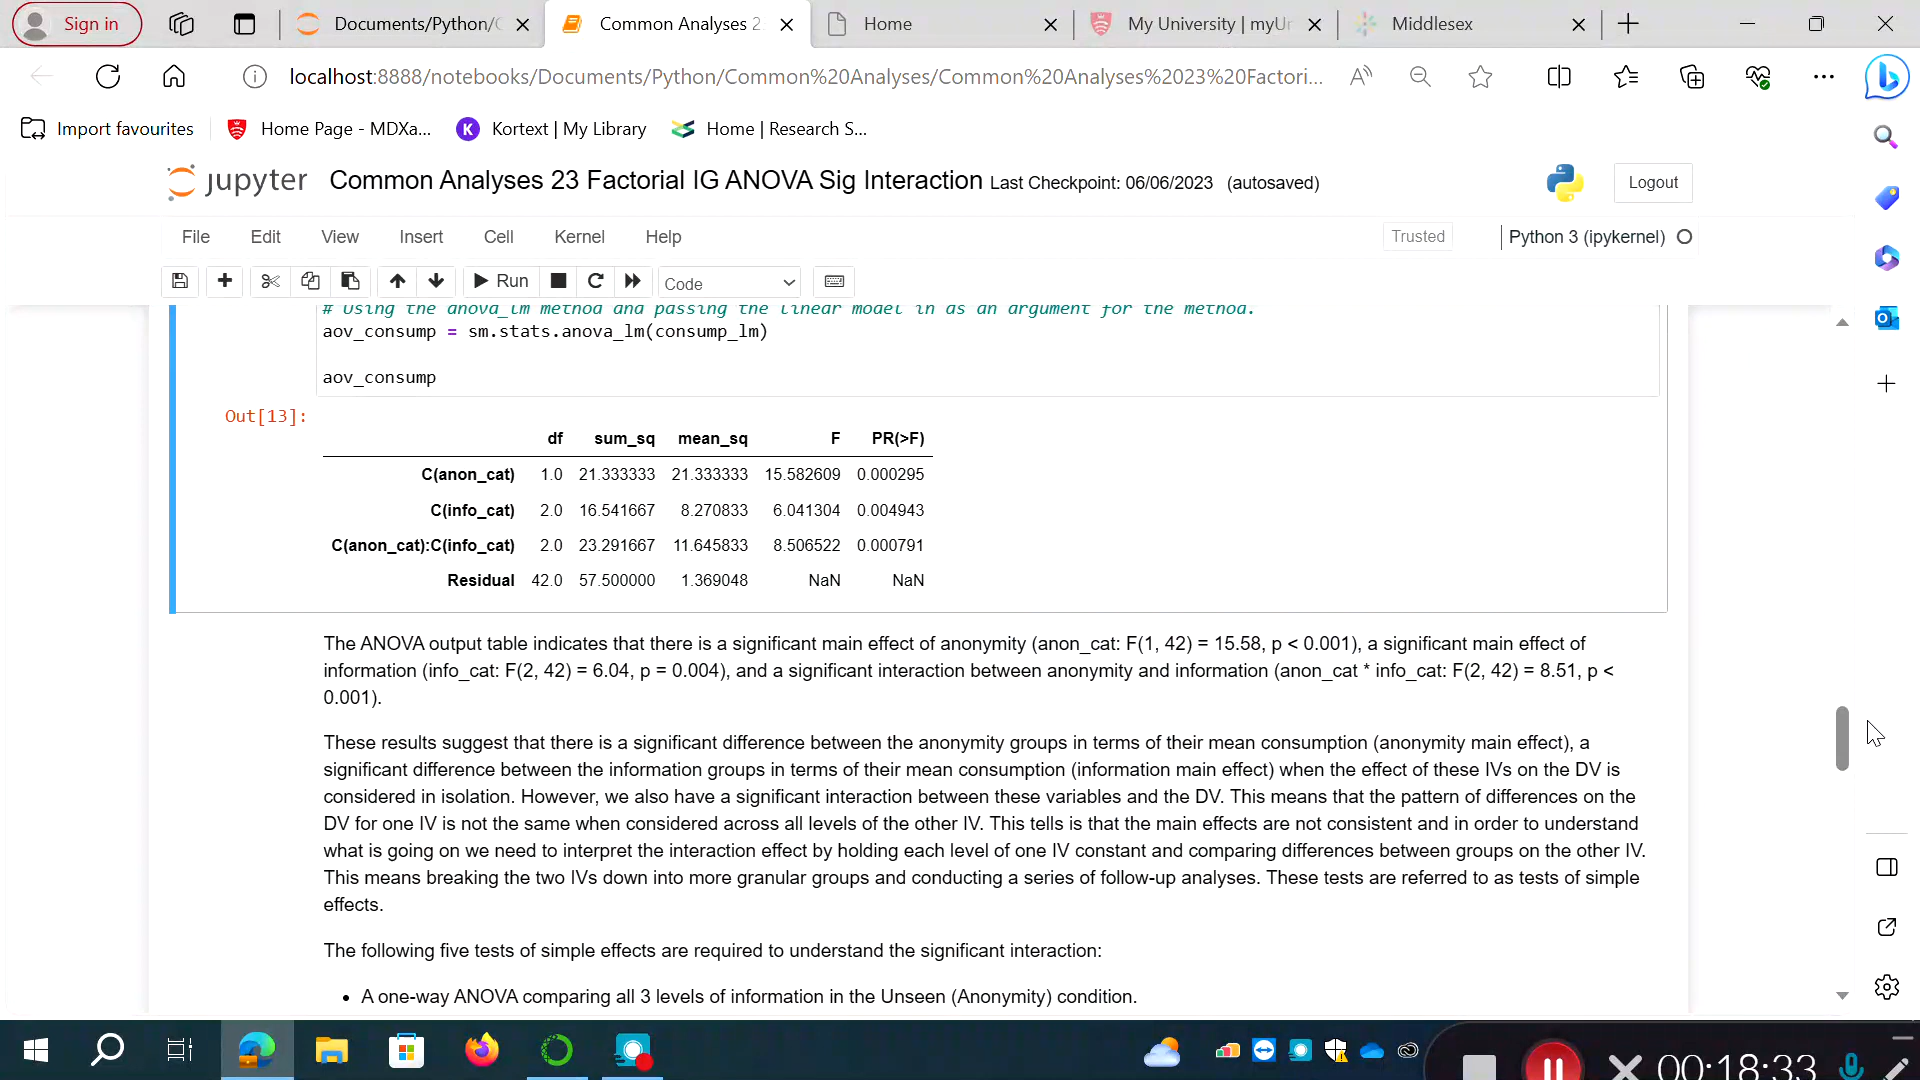 Sign in
Documents/Python/C
Common Analyses 2
Home
My University | myUn
Middlesex
localhost:8888/notebooks/Documents/Python/Common%20Analyses/Common%20Analyses%2023%20Factori...
Import favourites
Home Page - MDXa...
K
Kortext | My Library
Home | Research S...
jupyter
Common Analyses 23 Factorial IG ANOVA Sig Interaction Last Checkpoint: 06/06/2023 (autosaved)
Logout
File Edit View Insert Cell Kernel Help
Trusted
Python 3 (ipykernel)
Run
Code
# Using the anova_lm method and passing the linear model in as an argument for the method.
aov_consump = sm.stats.anova_lm(consump_lm)
aov_consump
Out[13]:
df sum_sq mean_sq F PR(>F)
C(anon_cat) 1.0 21.333333 21.333333 15.582609 0.000295
C(info_cat) 2.0 16.541667 8.270833 6.041304 0.004943
C(anon_cat):C(info_cat) 2.0 23.291667 11.645833 8.506522 0.000791
Residual 42.0 57.500000 1.369048 NaN NaN
The ANOVA output table indicates that there is a significant main effect of anonymity (anon_cat: F(1, 42) = 15.58, p < 0.001), a significant main effect of
information (info_cat: F(2, 42) = 6.04, p = 0.004), and a significant interaction between anonymity and information (anon_cat * info_cat: F(2, 42) = 8.51, p <
0.001).
These results suggest that there is a significant difference between the anonymity groups in terms of their mean consumption (anonymity main effect), a
significant difference between the information groups in terms of their mean consumption (information main effect) when the effect of these IVs on the DV is
considered in isolation. However, we also have a significant interaction between these variables and the DV. This means that the pattern of differences on the
DV for one IV is not the same when considered across all levels of the other IV. This tells is that the main effects are not consistent and in order to understand
what is going on we need to interpret the interaction effect by holding each level of one IV constant and comparing differences between groups on the other IV.
This means breaking the two IVs down into more granular groups and conducting a series of follow-up analyses. These tests are referred to as tests of simple
effects.
The following five tests of simple effects are required to understand the significant interaction:
• A one-way ANOVA comparing all 3 levels of information in the Unseen (Anonymity) condition.
00:18:33